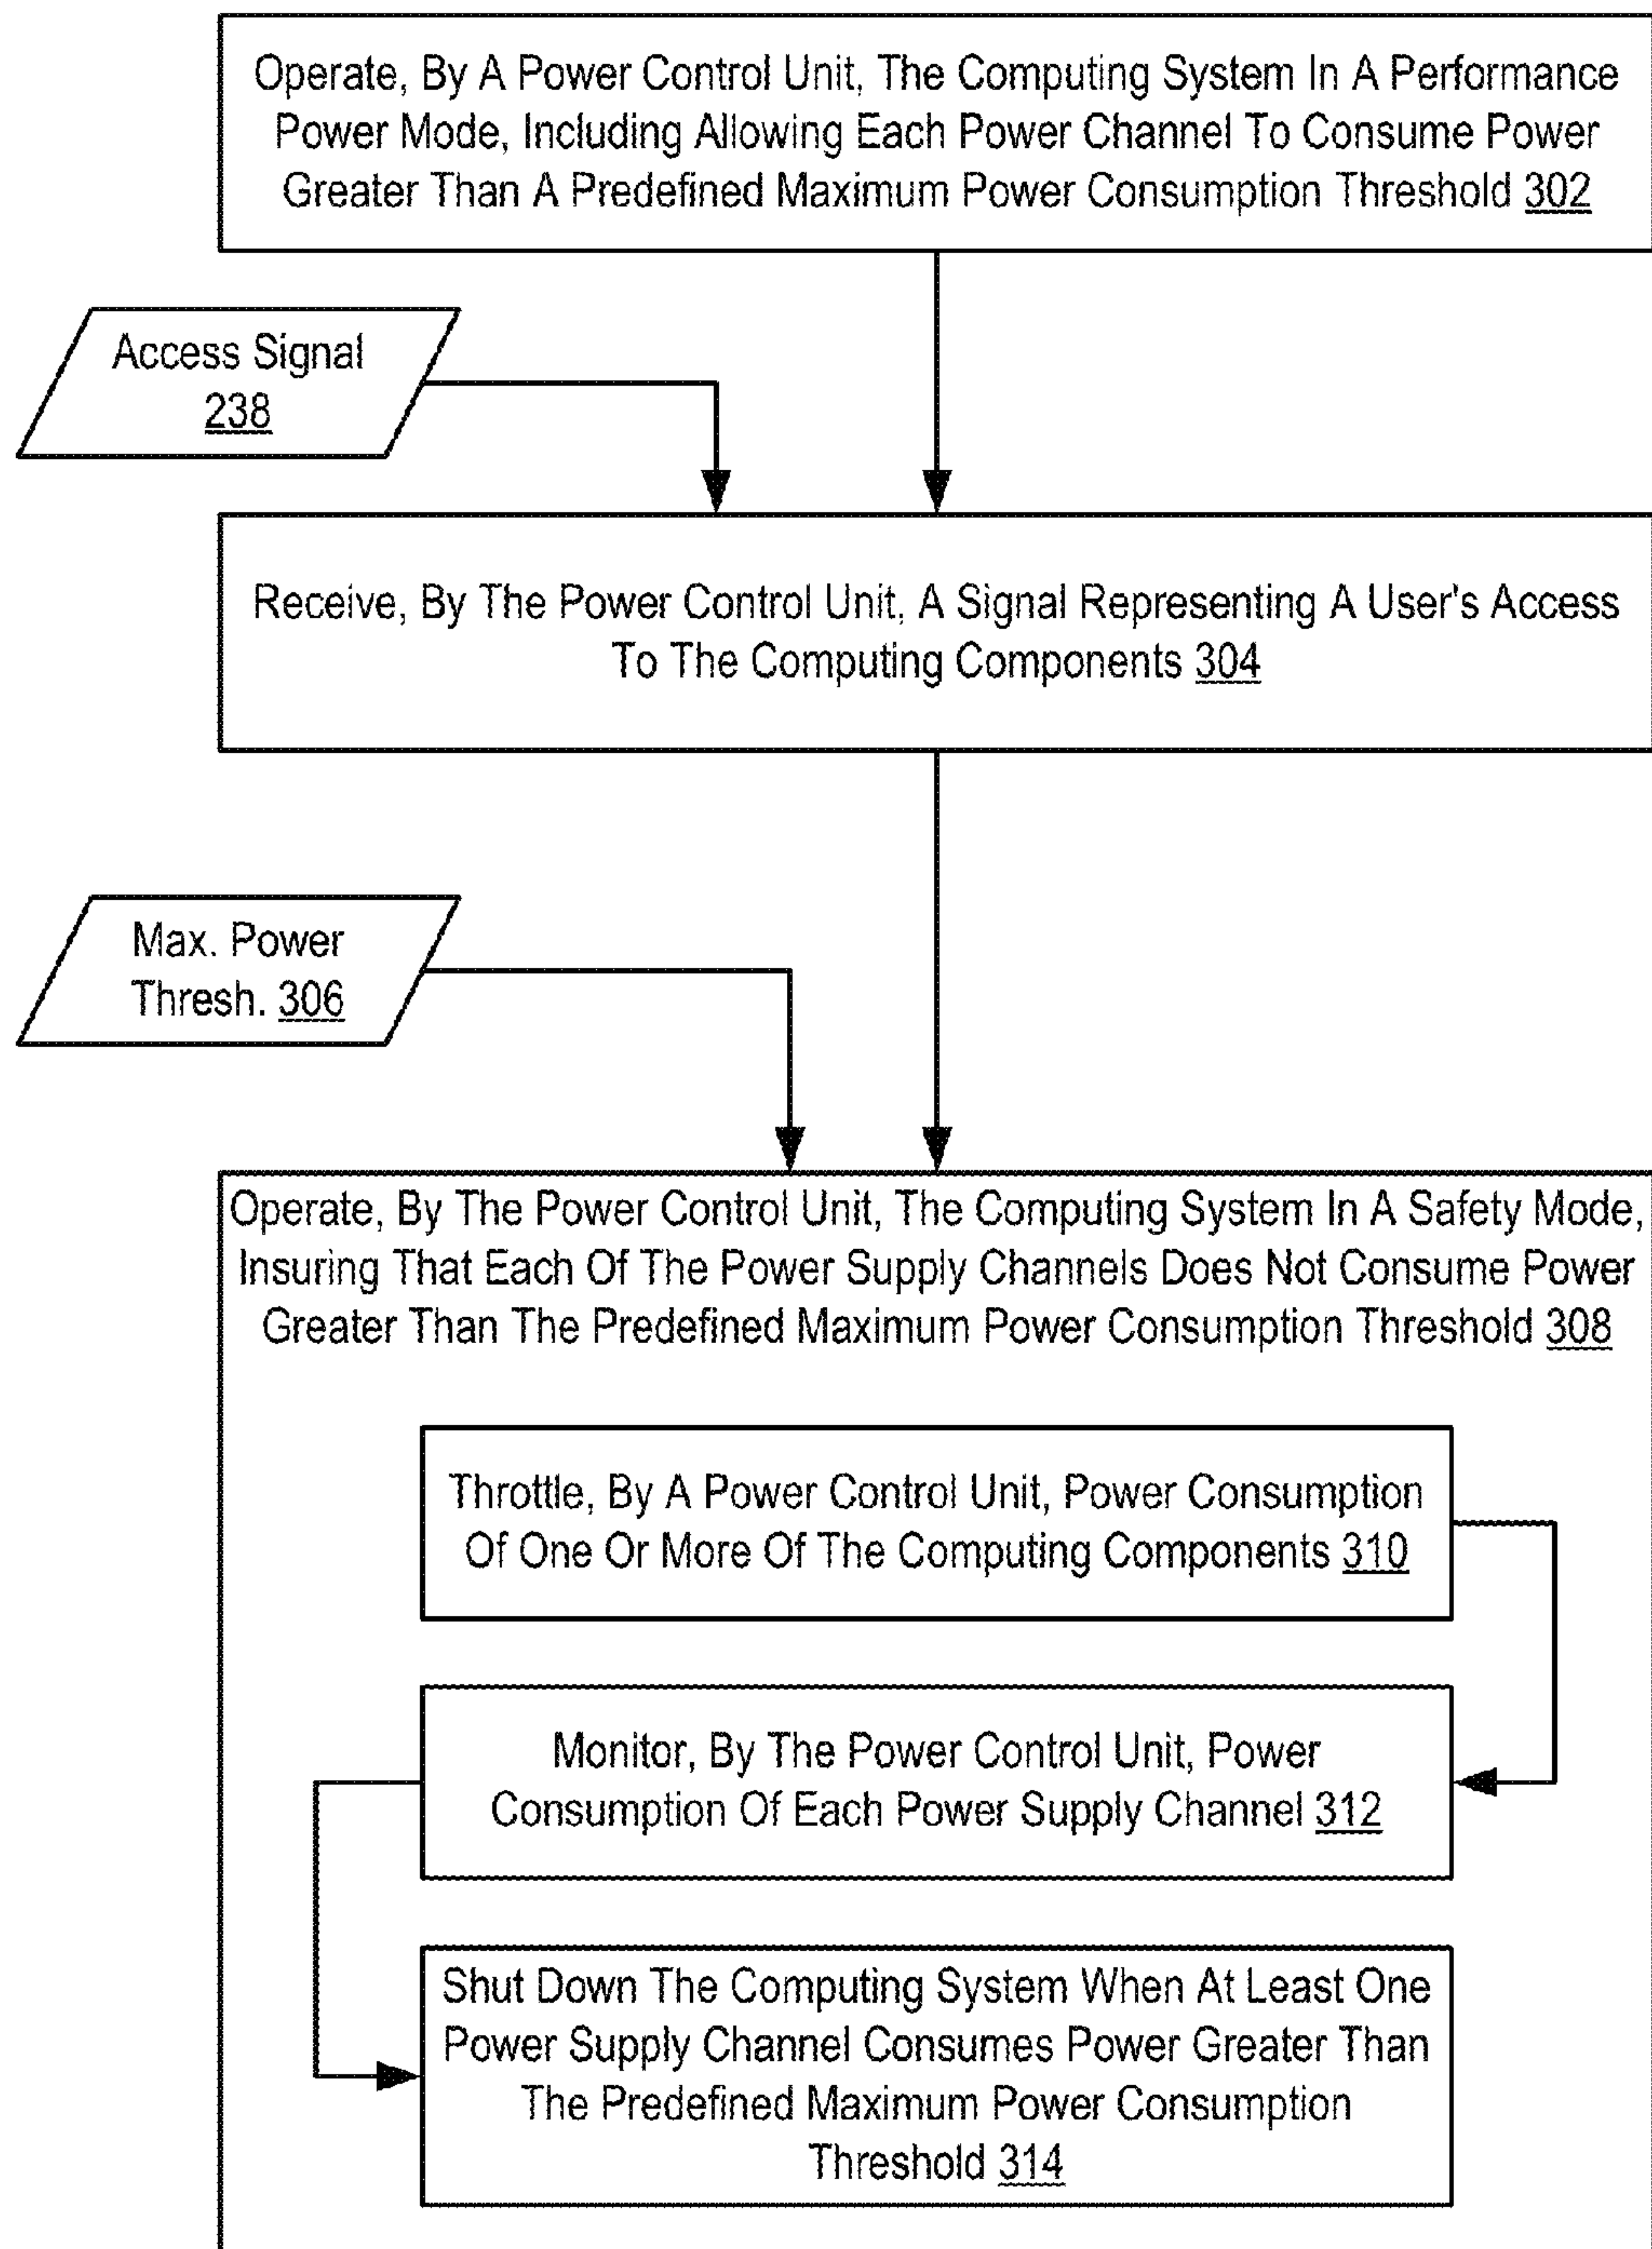 Operate, By A Power Control Unit, The Computing System In A Performance
Power Mode, Including Allowing Each Power Channel To Consume Power
Greater Than A Predefined Maximum Power Consumption Threshold 302
Access Signal
238
Receive, By The Power Control Unit, A Signal Representing A User's Access
To The Computing Components 304
Max. Power
Thresh. 306
Operate, By The Power Control Unit, The Computing System In A Safety Mode,
Insuring That Each Of The Power Supply Channels Does Not Consume Power
Greater Than The Predefined Maximum Power Consumption Threshold 308
Throttle, By A Power Control Unit, Power Consumption
Of One Or More Of The Computing Components 310
Monitor, By The Power Control Unit, Power
Consumption Of Each Power Supply Channel 312
Shut Down The Computing System When At Least One
Power Supply Channel Consumes Power Greater Than
The Predefined Maximum Power Consumption
Threshold 314